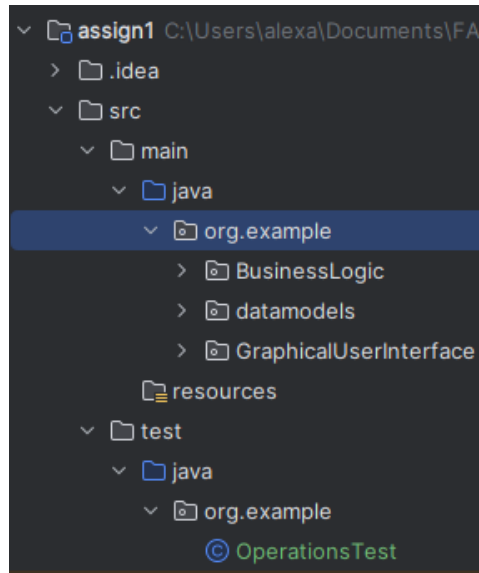 assign1 C:\Users\alexa\Documents\FA
.idea
src
main
java
org.example
BusinessLogic
datamodels
GraphicalUserInterface
resources
test
java
org.example
OperationsTest